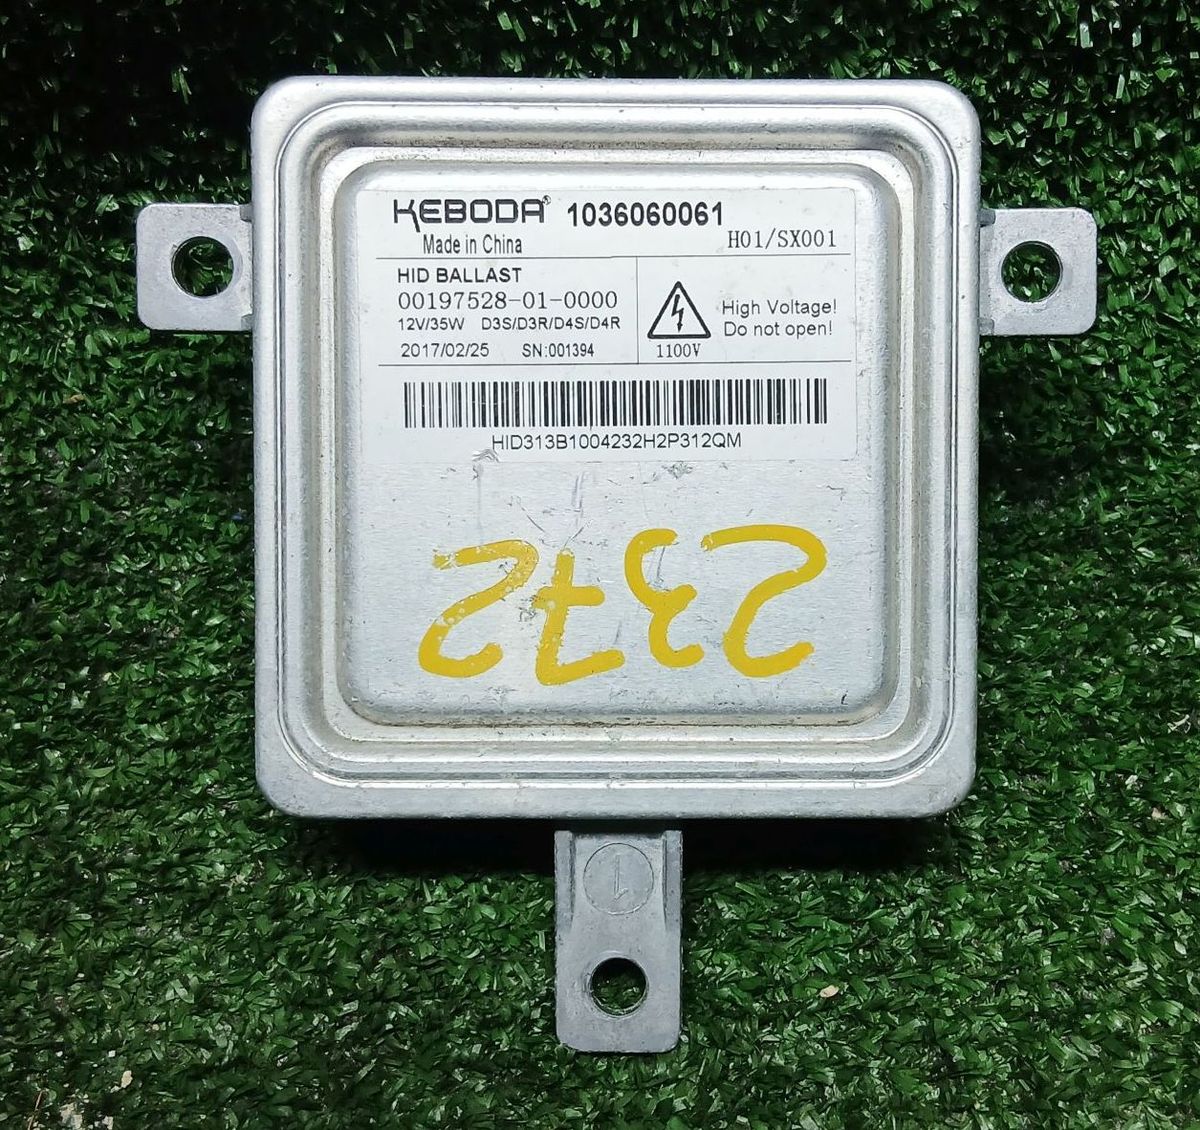 KEBODA® 1036060061
Made in China H01/SX001
HID BALLAST
00197528-01-0000
12V/35W D3S/D3R/D4S/D4R
2017/02/25 SN:001394
High Voltage!
Do not open!
1100V
HID313B1004232H2P312QM
2372
1